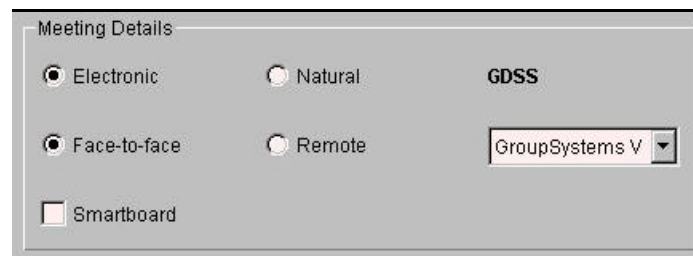 Meeting Details
Electronic Natural GDSS
Face-to-face Remote GroupSystems V
Smartboard